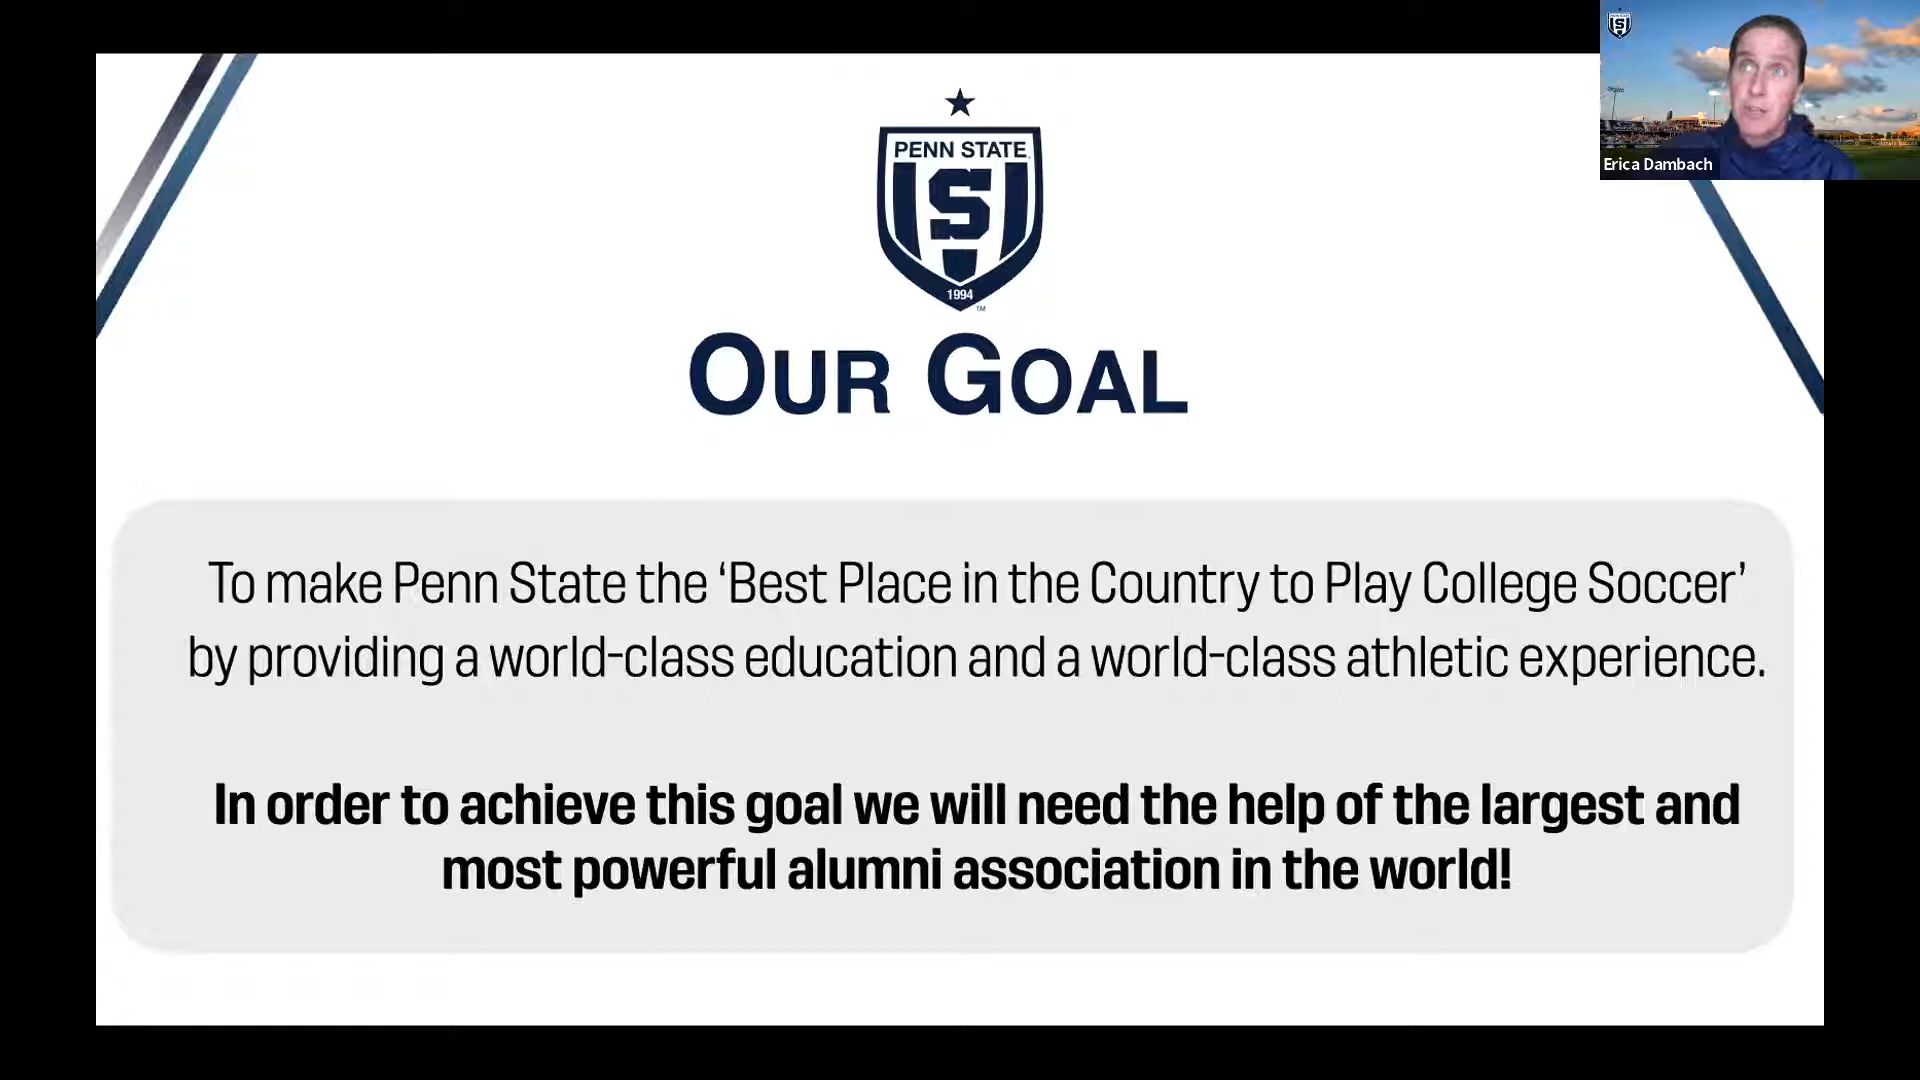 PENN STATE
S
1994
TM
Erica Dambach
OUR GOAL
To make Penn State the ‘Best Place in the Country to Play College Soccer’
by providing a world-class education and a world-class athletic experience.
In order to achieve this goal we will need the help of the largest and
most powerful alumni association in the world!